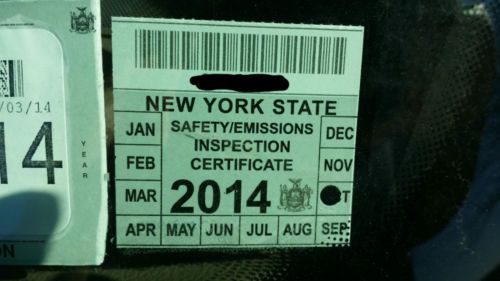 /03/14
14
YEAR
ON
NEW YORK STATE
SAFETY/EMISSIONS
INSPECTION
CERTIFICATE
2014
JAN
FEB
MAR
APR MAY JUN JUL AUG SEP
T
NOV
DEC